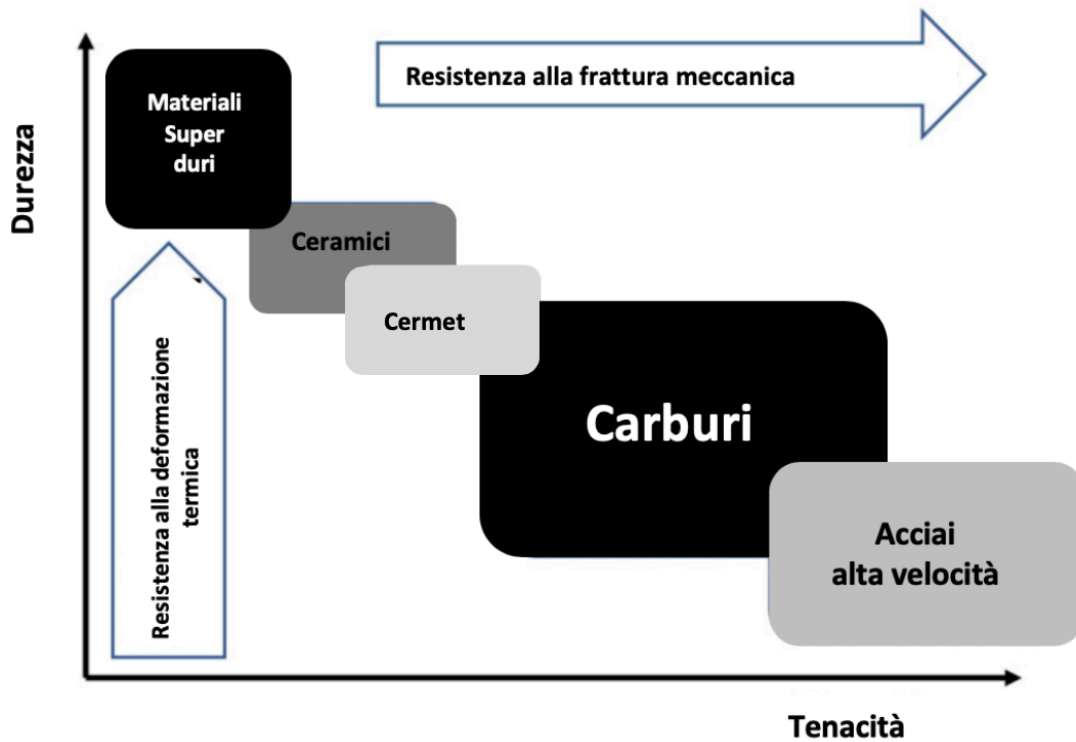 Resistenza alla frattura meccanica
Materiali
Super
duri
Durezza
Ceramici
Cermet
Resistenza alla deformazione
termica
Carburi
Acciai
alta velocità
Tenacità